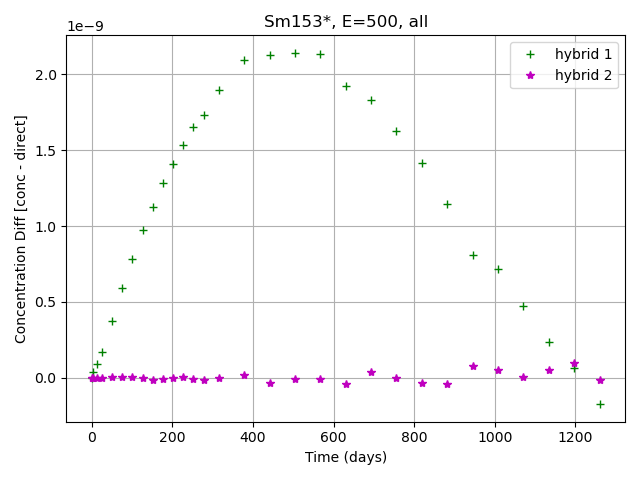 Sm153*, E=500, all
1e−9
hybrid 1
hybrid 2
2.0
1.5
1.0
0.5
0.0
Concentration Diff [conc - direct]
0 200 400 600 800 1000 1200
Time (days)